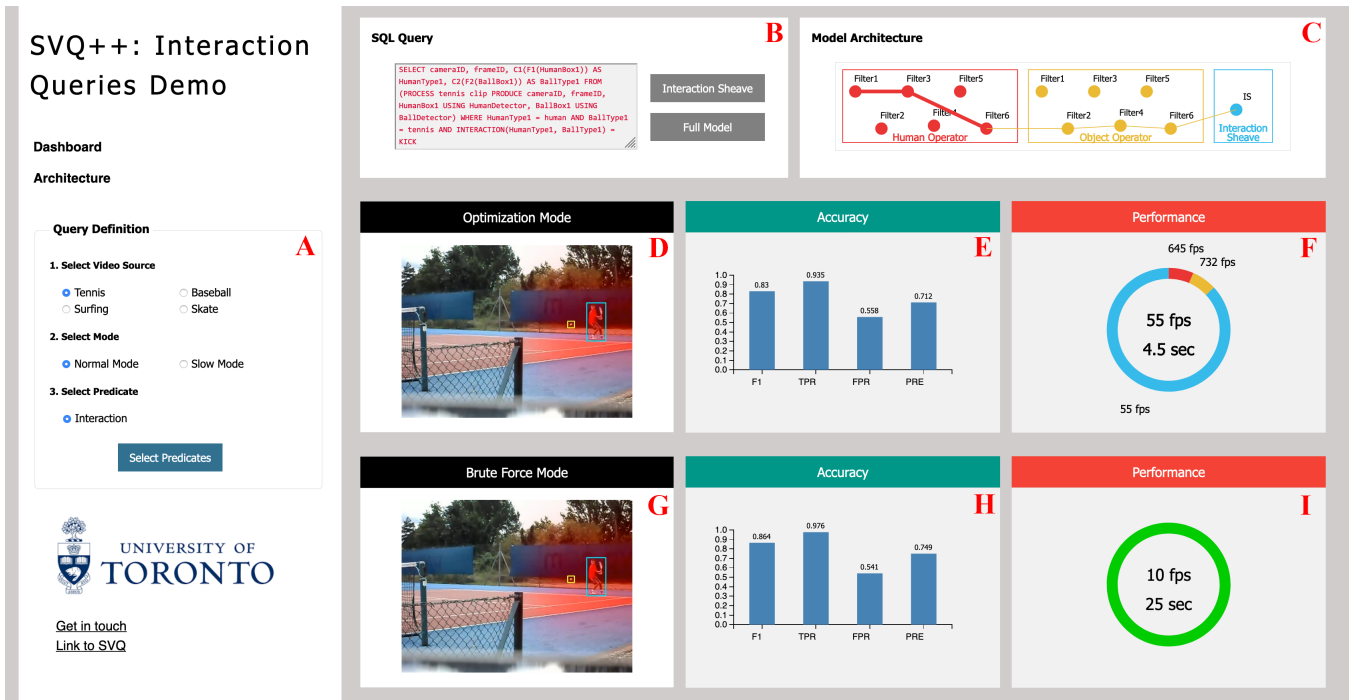 SVQ++: Interaction
Queries Demo
Dashboard
Architecture
Query Definition
A
1. Select Video Source
Tennis
Baseball
Surfing
Skate
2. Select Mode
Normal Mode
Slow Mode
3. Select Predicate
Interaction
Select Predicates
UNIVERSITY OF
TORONTO
Get in touch
Link to SVQ
SQL Query
B
SELECT cameraID, frameID, C1(F1(HumanBox1)) AS
HumanType1, C2(F2(BallBox1)) AS BallType1 FROM
(PROCESS tennis clip PRODUCE cameraID, frameID,
HumanBox1 USING HumanDetector, BallBox1 USING
BallDetector) WHERE HumanType1 = human AND BallType1
= tennis AND INTERACTION(HumanType1, BallType1) =
KICK
Interaction Sheave
Full Model
Model Architecture
C
Filter1 Filter3 Filter5
Filter2 Filter4 Filter6
Human Operator
Filter1 Filter3 Filter5
Filter2 Filter4 Filter6
Object Operator
IS
Interaction
Sheave
Optimization Mode
D
Accuracy
E
1.0
0.9
0.8
0.7
0.6
0.5
0.4
0.3
0.2
0.1
0.0
0.83
0.935
0.558
0.712
F1 TPR FPR PRE
Performance
F
645 fps
732 fps
55 fps
4.5 sec
55 fps
Brute Force Mode
G
Accuracy
H
1.0
0.9
0.8
0.7
0.6
0.5
0.4
0.3
0.2
0.1
0.0
0.864
0.976
0.541
0.749
F1 TPR FPR PRE
Performance
I
10 fps
25 sec